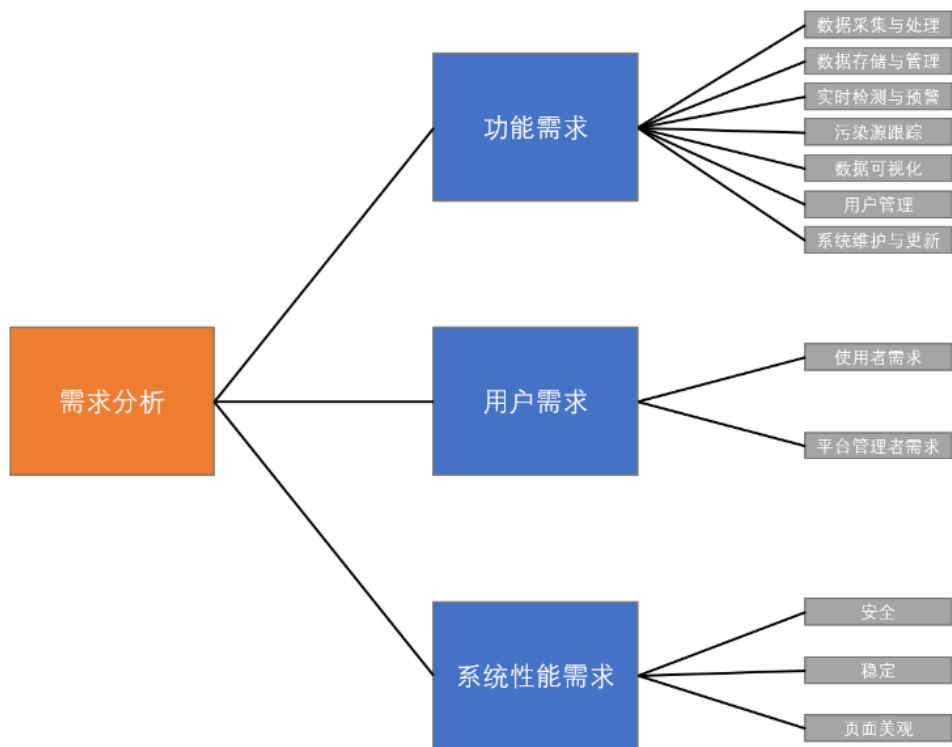 需求分析
功能需求
数据采集与处理
数据存储与管理
实时检测与预警
污染源跟踪
数据可视化
用户管理
系统维护与更新
用户需求
使用者需求
平台管理者需求
系统性能需求
安全
稳定
页面美观